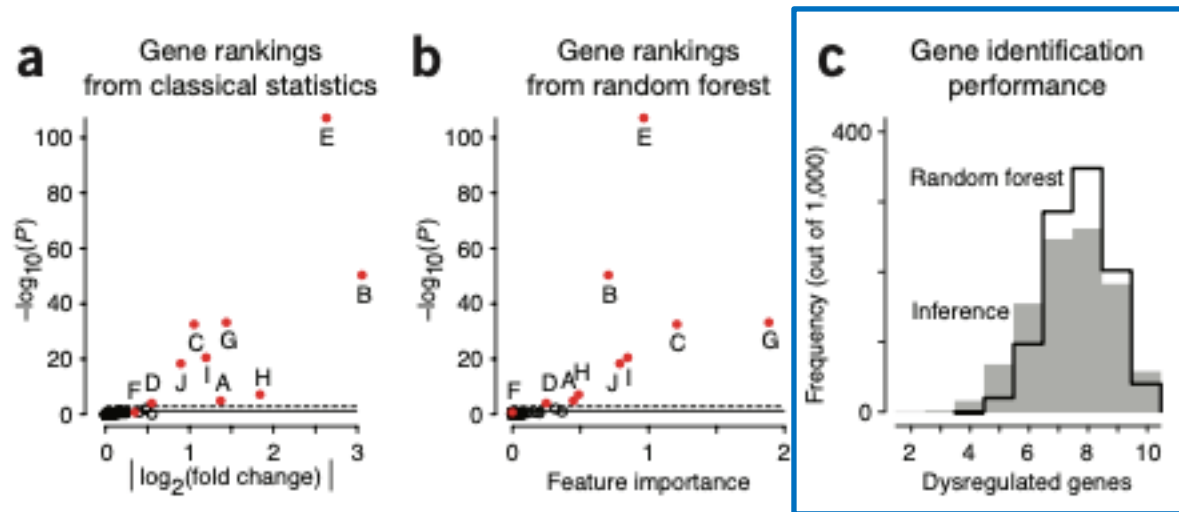 a
Gene rankings
from classical statistics
100
80
60
40
20
0
–log10(P)
E
B
C
G
J
I
A
H
F
D
0
1
2
3
|log2(fold change)|
b
Gene rankings
from random forest
100
80
60
40
20
0
–log10(P)
E
B
C
G
F
D
A
H
J
I
0
1
2
Feature importance
c
Gene identification
performance
400
0
Frequency (out of 1,000)
Random forest
Inference
2
4
6
8
10
Dysregulated genes